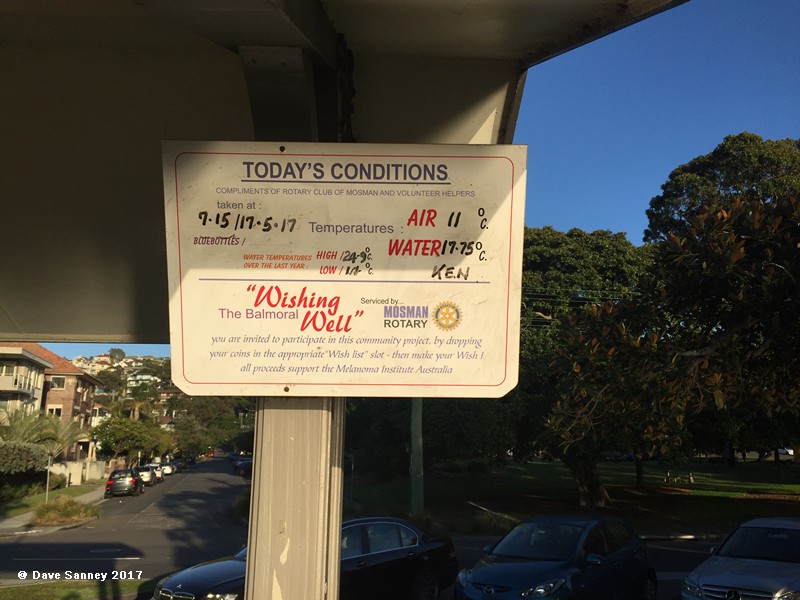 TODAY'S CONDITIONS
COMPLIMENTS OF ROTARY CLUB OF MOSMAN AND VOLUNTEER HELPERS
taken at :
7.15/17.5.17 Temperatures : AIR 11 °C.
BLUEBOTTLES / WATER 17.75 °C.
WATER TEMPERATURES OVER THE LAST YEAR : HIGH / 24.9 °C.
LOW / °C. KEN
"Wishing
The Balmoral Well"
Serviced by...
MOSMAN
ROTARY
you are invited to participate in this community project, by dropping
your coins in the appropriate "Wish list" slot - then make your Wish !
all proceeds support the Melanoma Institute Australia
© Dave Sanney 2017